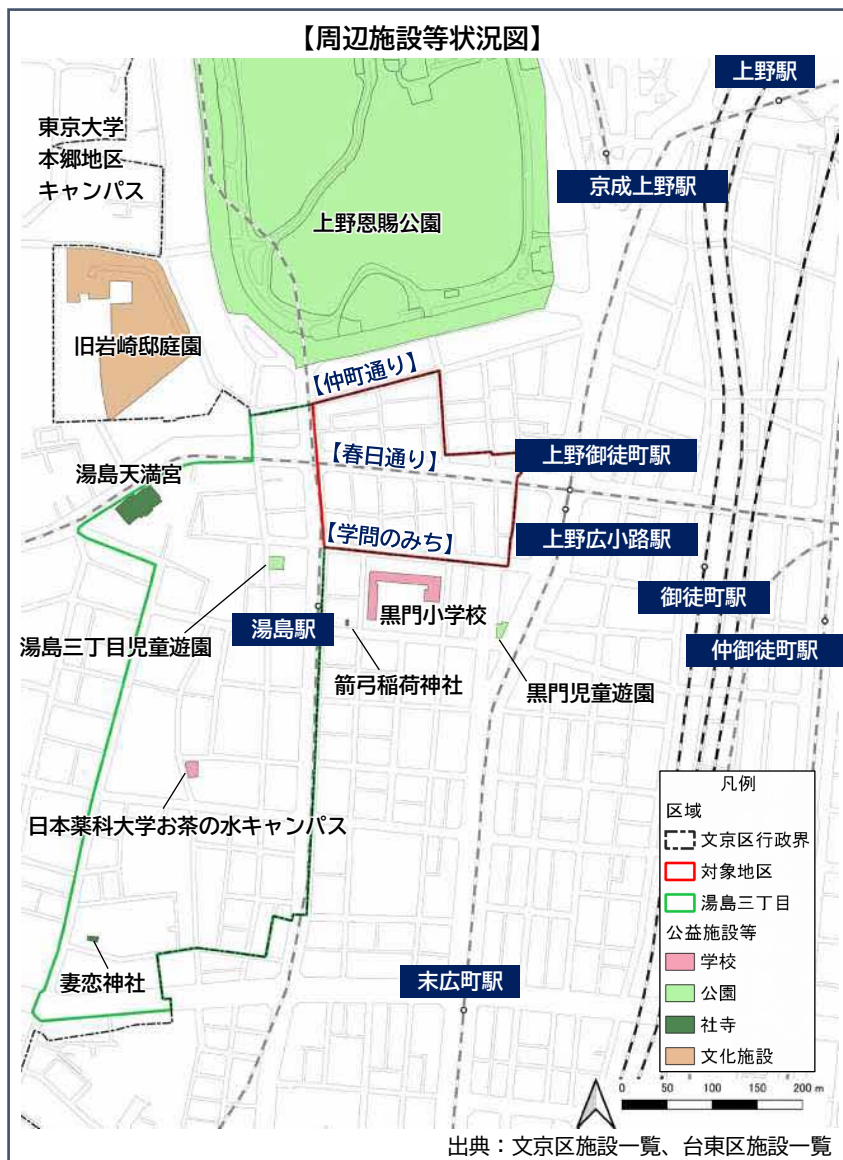 【周辺施設等状況図】
上野駅
東京大学
本郷地区
キャンパス
京成上野駅
上野恩賜公園
旧岩崎邸庭園
【仲町通り】
【春日通り】
上野御徒町駅
湯島天満宮
【学問のみち】
上野広小路駅
御徒町駅
湯島駅
黒門小学校
湯島三丁目児童遊園
仲御徒町駅
箭弓稲荷神社
黒門児童遊園
日本薬科大学お茶の水キャンパス
妻恋神社
末広町駅
凡例
区域
文京区行政界
対象地区
湯島三丁目
公益施設等
学校
公園
社寺
文化施設
0 50 100 150 200 m
出典：文京区施設一覧、台東区施設一覧